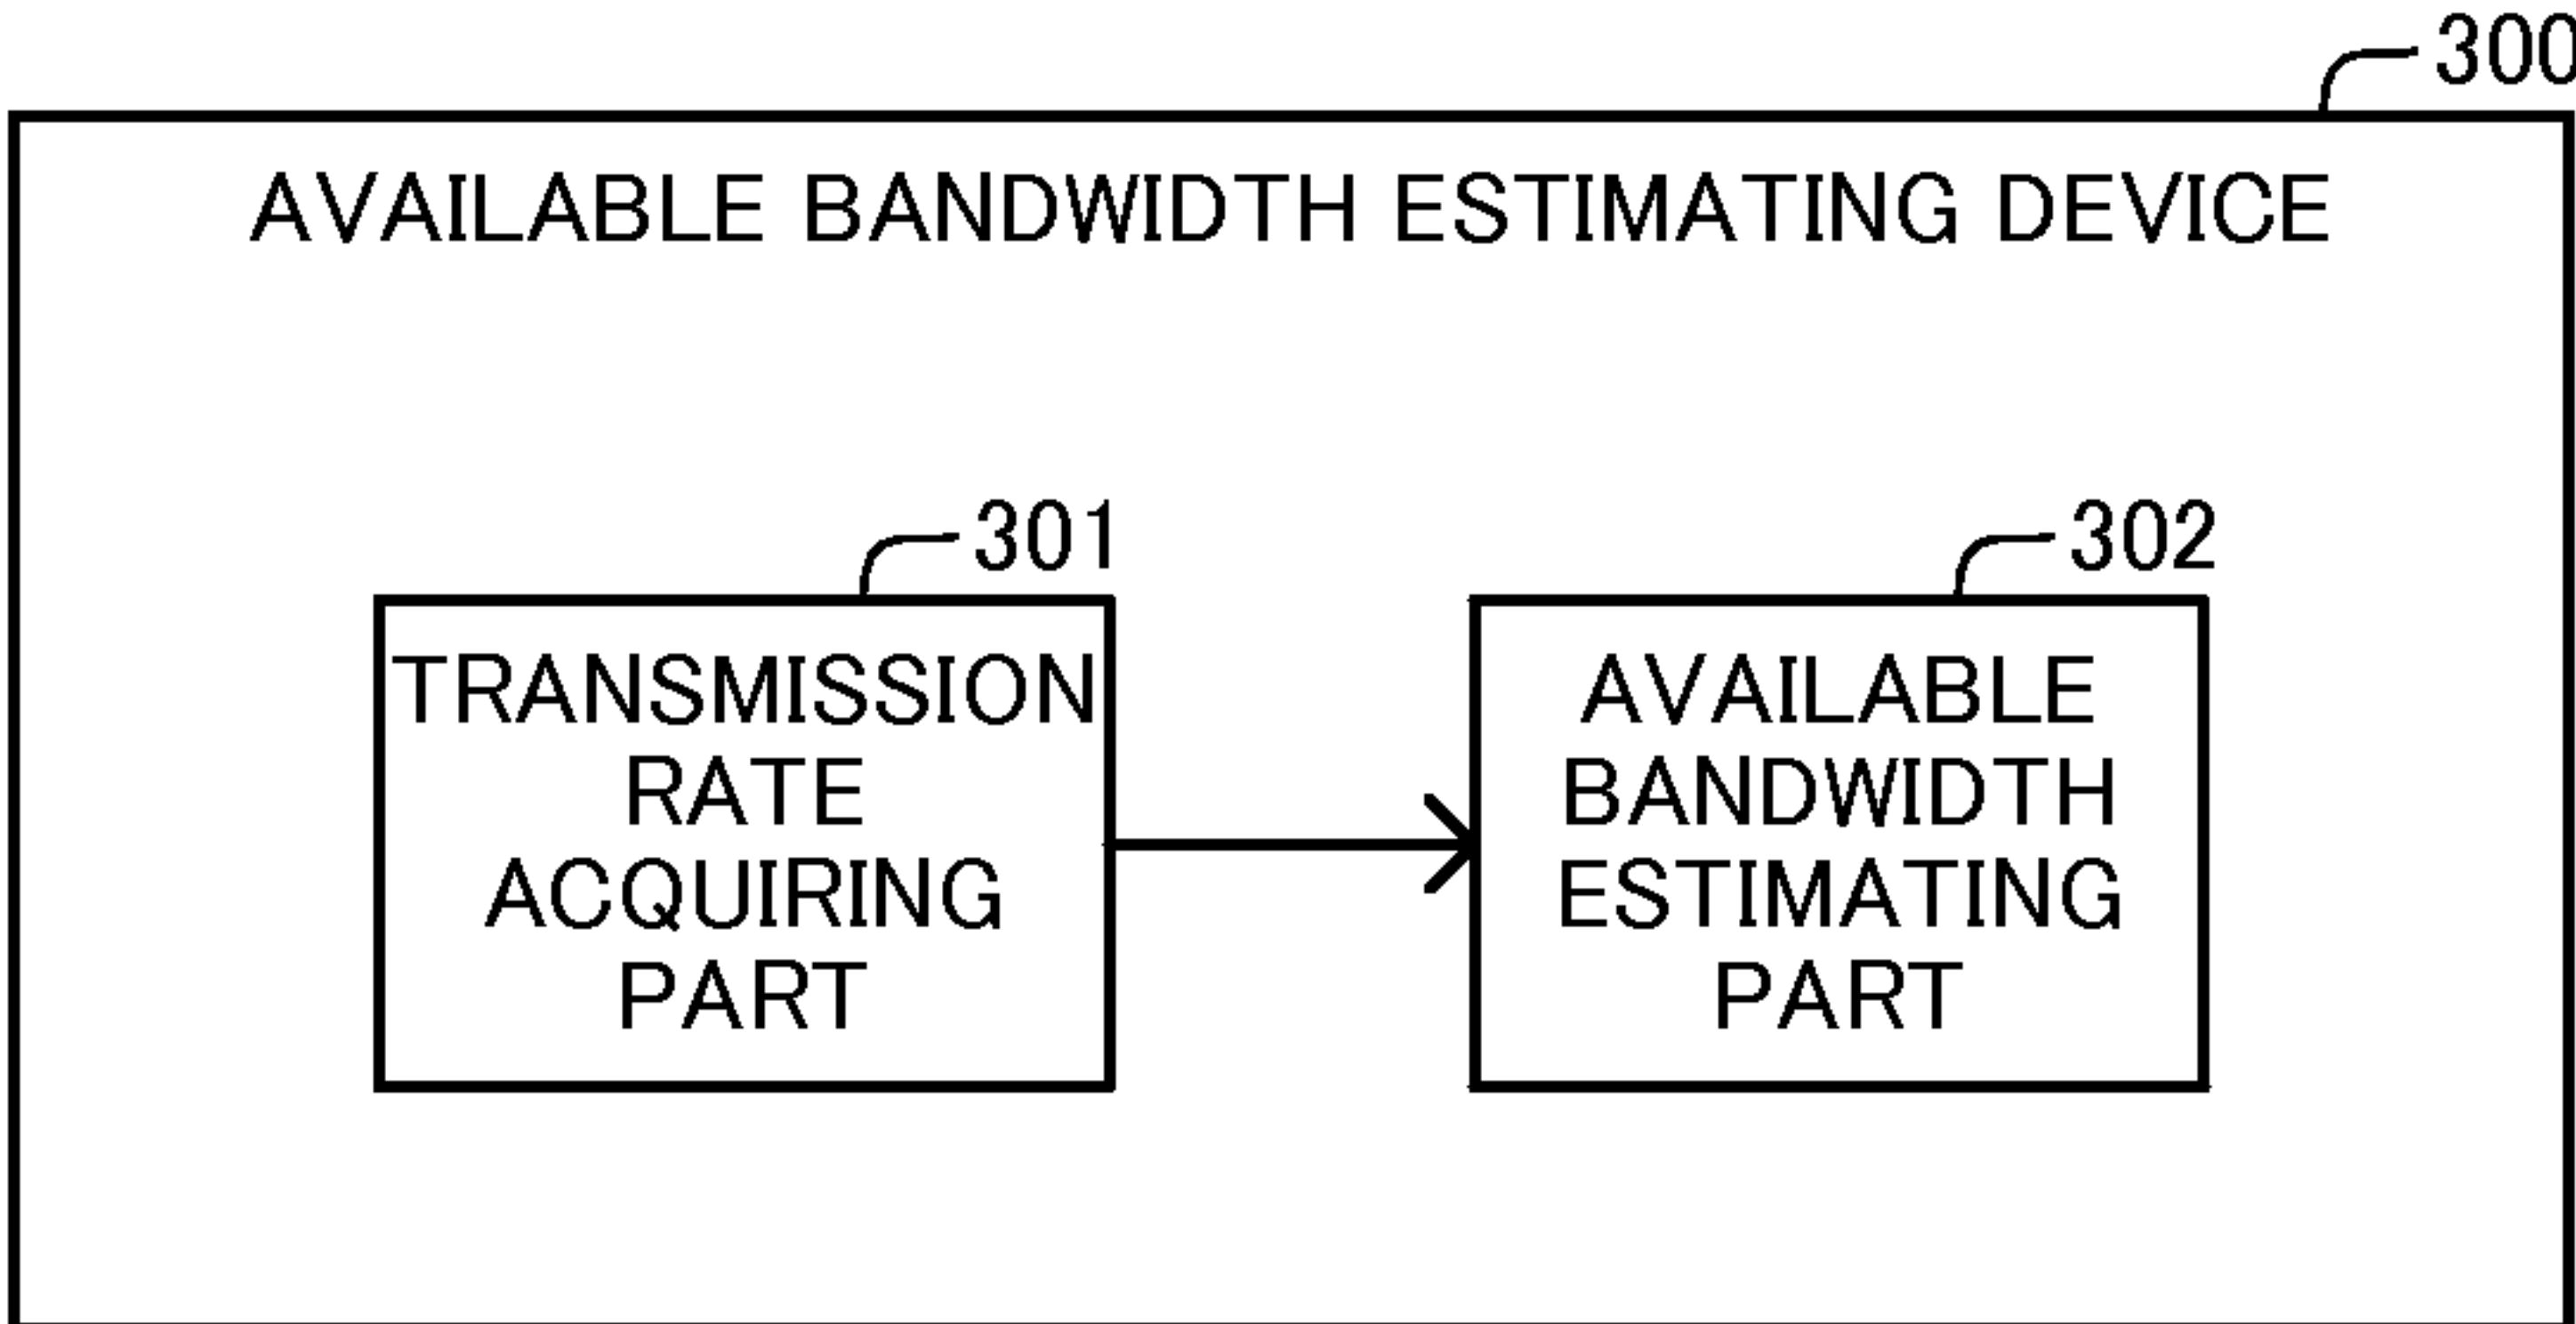 300
AVAILABLE BANDWIDTH ESTIMATING DEVICE
301
TRANSMISSION
RATE
ACQUIRING
PART
302
AVAILABLE
BANDWIDTH
ESTIMATING
PART